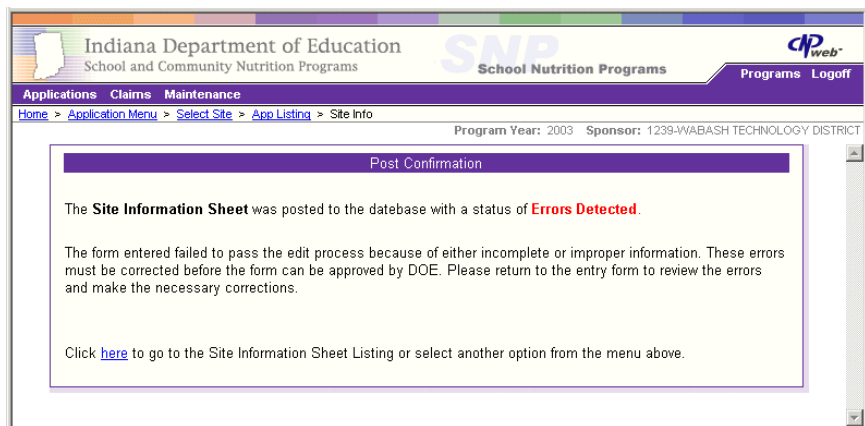 Indiana Department of Education
School and Community Nutrition Programs
SNP
School Nutrition Programs
CNPweb
Programs Logoff
Applications Claims Maintenance
Home > Application Menu > Select Site > App Listing > Site Info
Program Year: 2003 Sponsor: 1239-WABASH TECHNOLOGY DISTRICT
Post Confirmation
The Site Information Sheet was posted to the datebase with a status of Errors Detected.
The form entered failed to pass the edit process because of either incomplete or improper information. These errors
must be corrected before the form can be approved by DOE. Please return to the entry form to review the errors
and make the necessary corrections.
Click here to go to the Site Information Sheet Listing or select another option from the menu above.